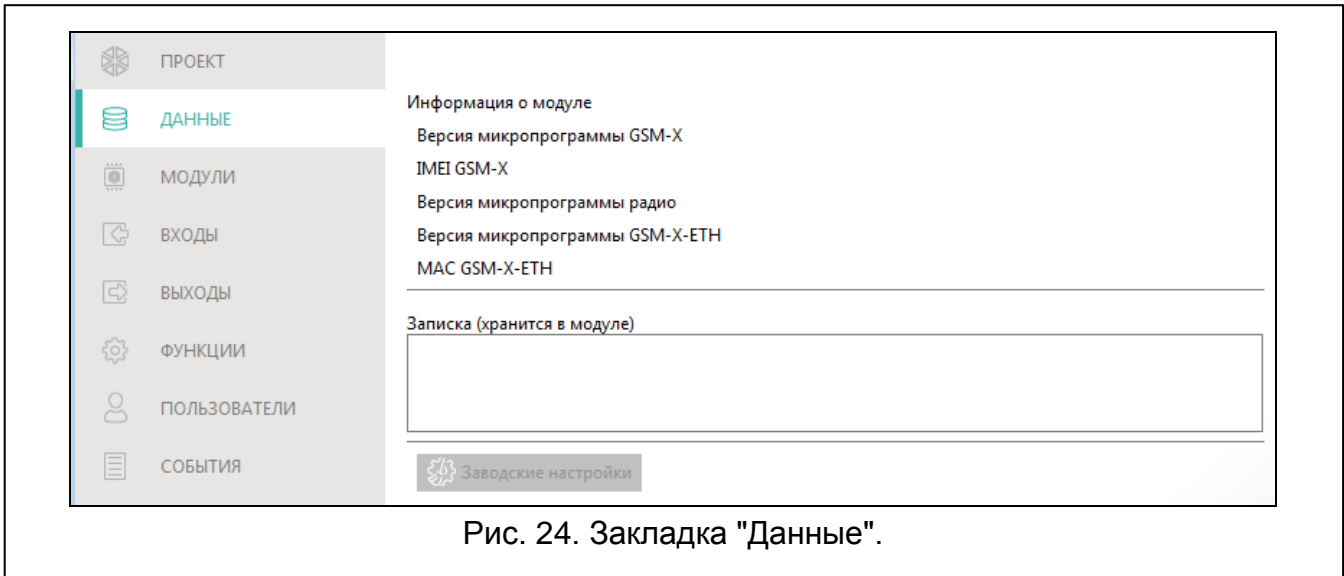 ПРОЕКТ
ДАННЫЕ
МОДУЛИ
ВХОДЫ
ВЫХОДЫ
ФУНКЦИИ
ПОЛЬЗОВАТЕЛИ
СОБЫТИЯ
Информация о модуле
Версия микропрограммы GSM-X
IMEI GSM-X
Версия микропрограммы радио
Версия микропрограммы GSM-X-ETH
MAC GSM-X-ETH
Записка (хранится в модуле)
Заводские настройки
Рис. 24. Закладка "Данные".